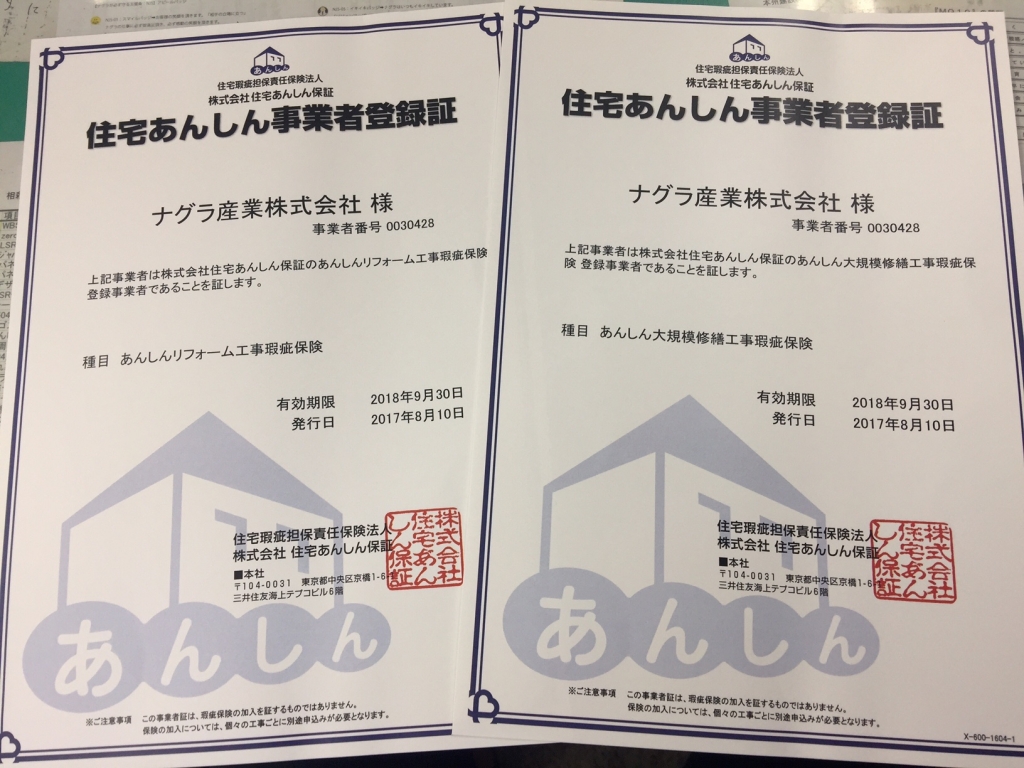 あんしん
住宅瑕疵担保責任保険法人
株式会社 住宅あんしん保証
住宅あんしん事業者登録証
ナグラ産業株式会社 様
事業者番号 0030428
上記事業者は株式会社住宅あんしん保証のあんしんリフォーム工事瑕疵保険
登録事業者であることを証します。
種目 あんしんリフォーム工事瑕疵保険
有効期限 2018年9月30日
発行日 2017年8月10日
住宅瑕疵担保責任保険法人
株式会社 住宅あんしん保証
株式会社
住宅あん
しん保証
■本社
〒104-0031 東京都中央区京橋1-6-
三井住友海上テプコビル6階
あんしん
※ご注意事項 この事業者証は、瑕疵保険の加入を証するものではありません。
保険の加入については、個々の工事ごとに別途申込みが必要となります。
あんしん
住宅瑕疵担保責任保険法人
株式会社 住宅あんしん保証
住宅あんしん事業者登録証
ナグラ産業株式会社 様
事業者番号 0030428
上記事業者は株式会社住宅あんしん保証のあんしん大規模修繕工事瑕疵保
険 登録事業者であることを証します。
種目 あんしん大規模修繕工事瑕疵保険
有効期限 2018年9月30日
発行日 2017年8月10日
住宅瑕疵担保責任保険法人
株式会社 住宅あんしん保証
株式会社
住宅あん
しん保証
■本社
〒104-0031 東京都中央区京橋1-6-
三井住友海上テプコビル6階
あんしん
※ご注意事項 この事業者証は、瑕疵保険の加入を証するものではありません。
保険の加入については、個々の工事ごとに別途申込みが必要となります。
X-600-1604-1